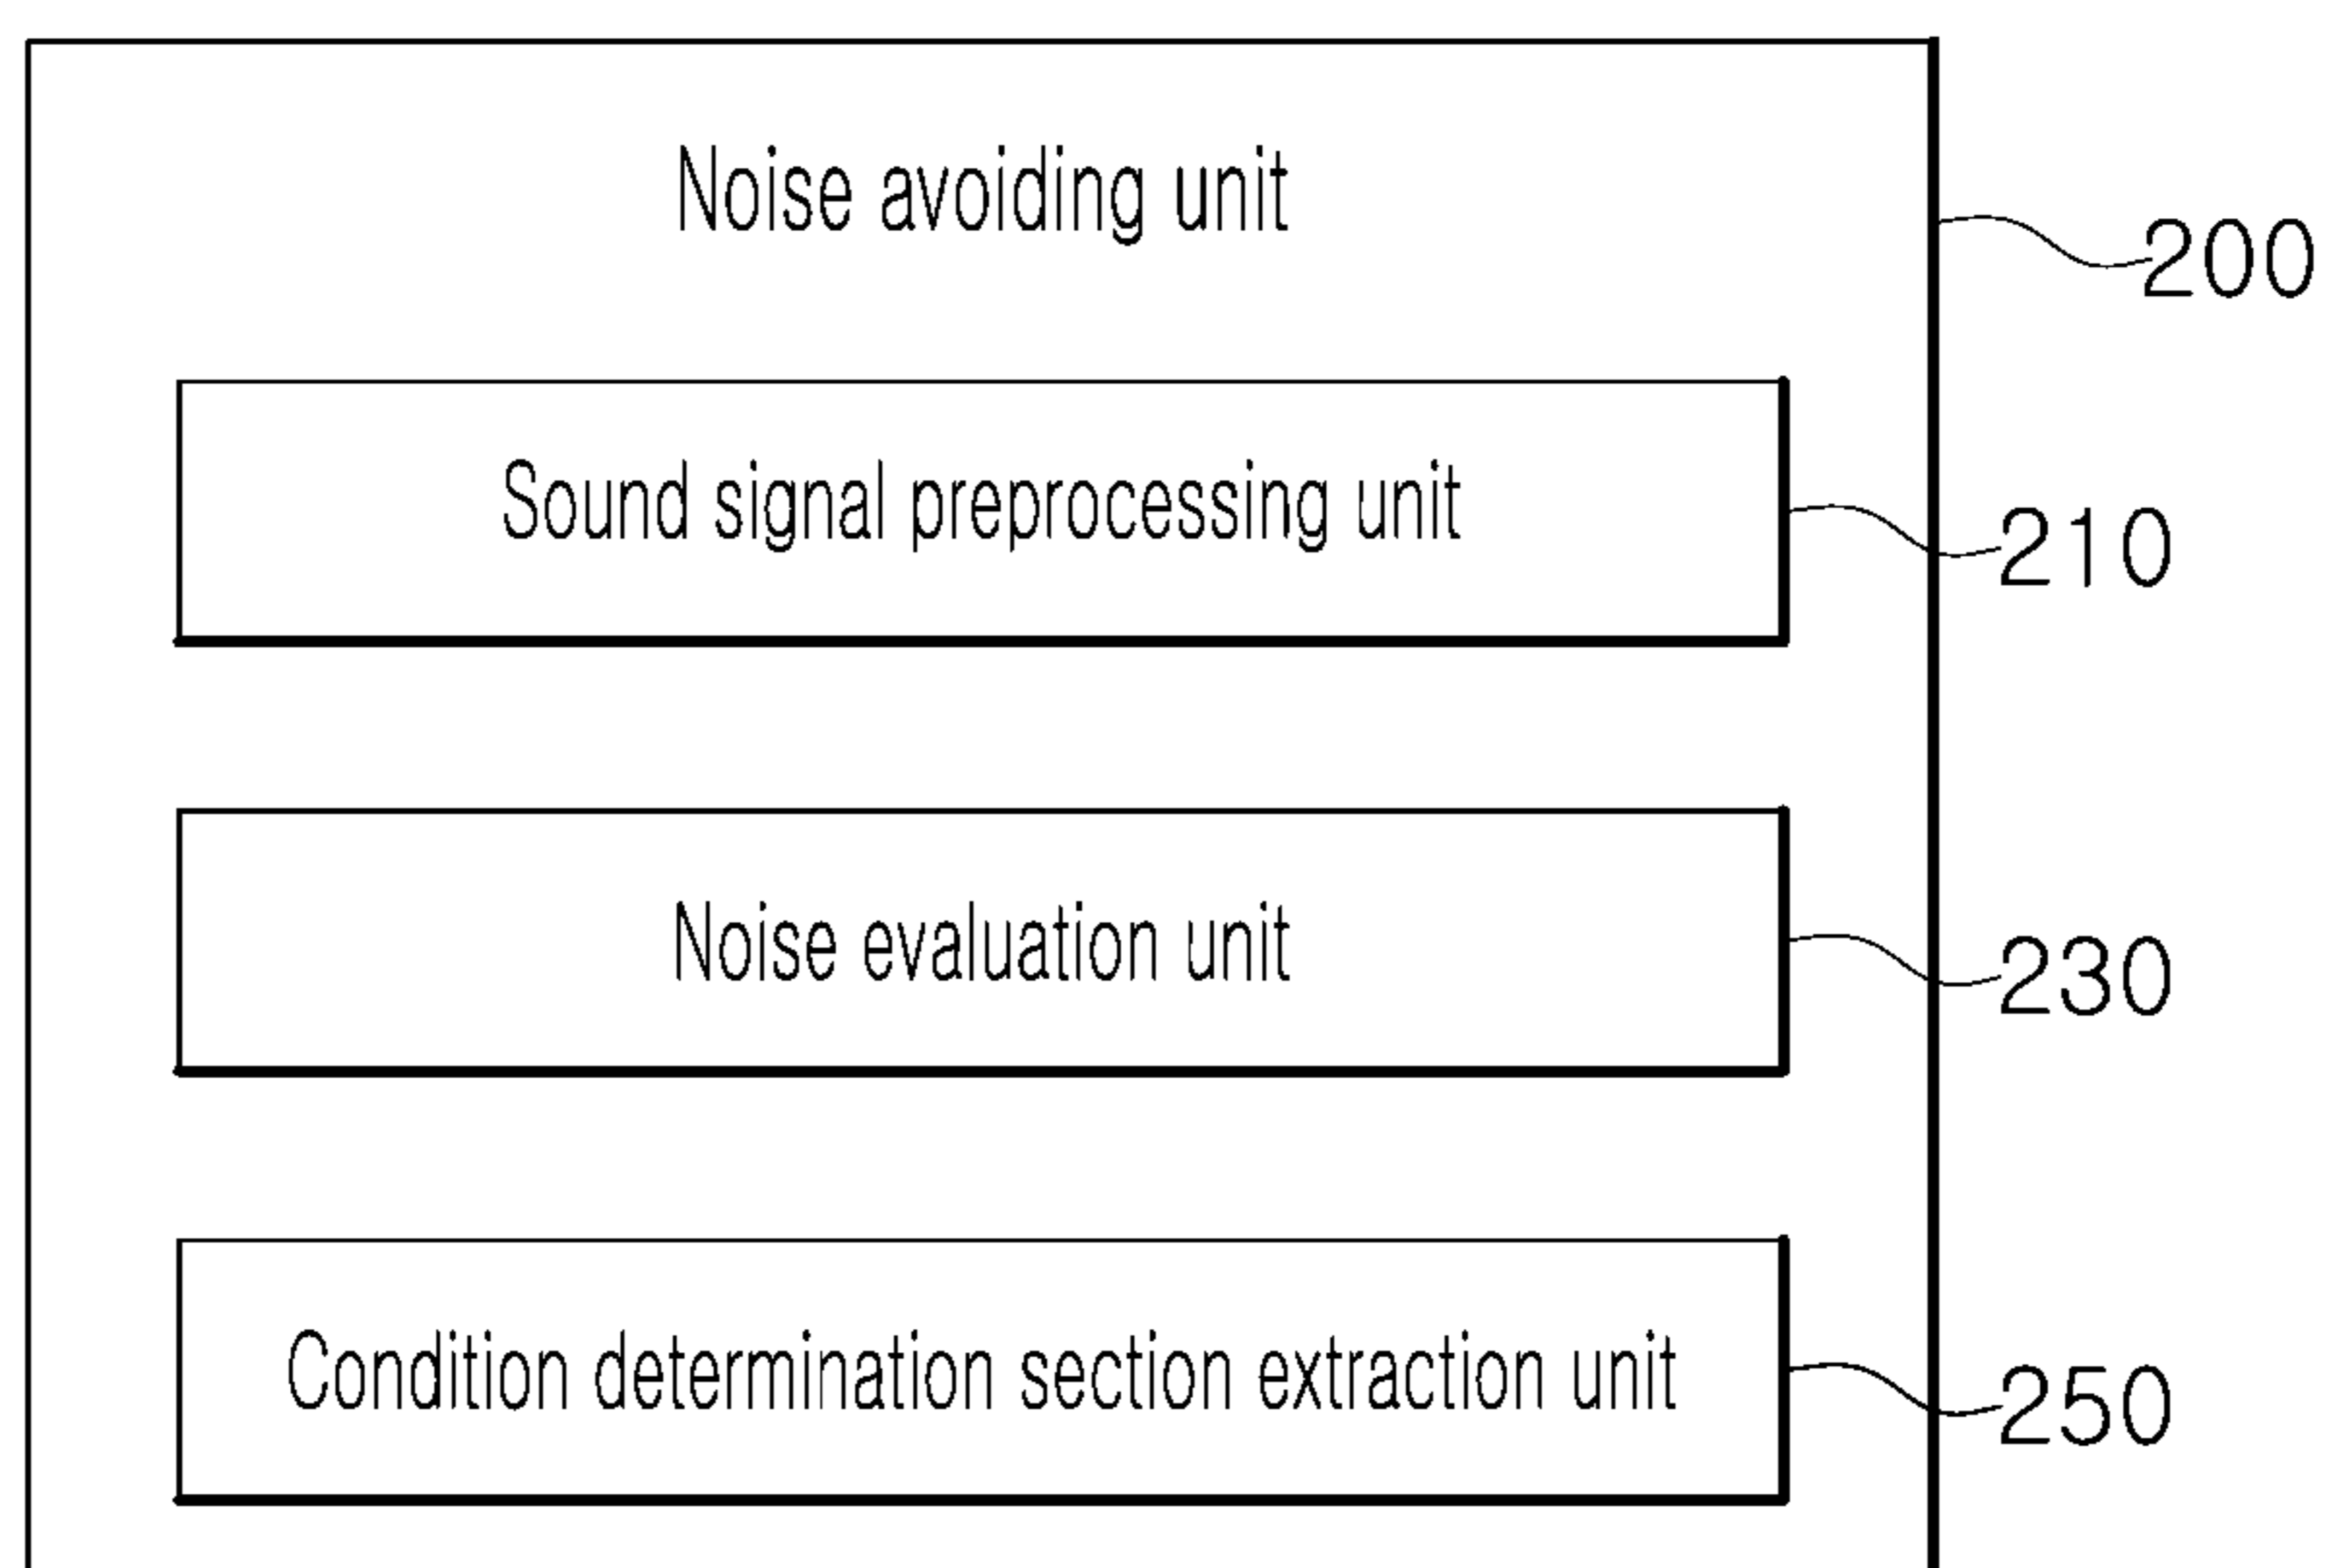 Noise avoiding unit
200
Sound signal preprocessing unit
210
Noise evaluation unit
230
Condition determination section extraction unit
250